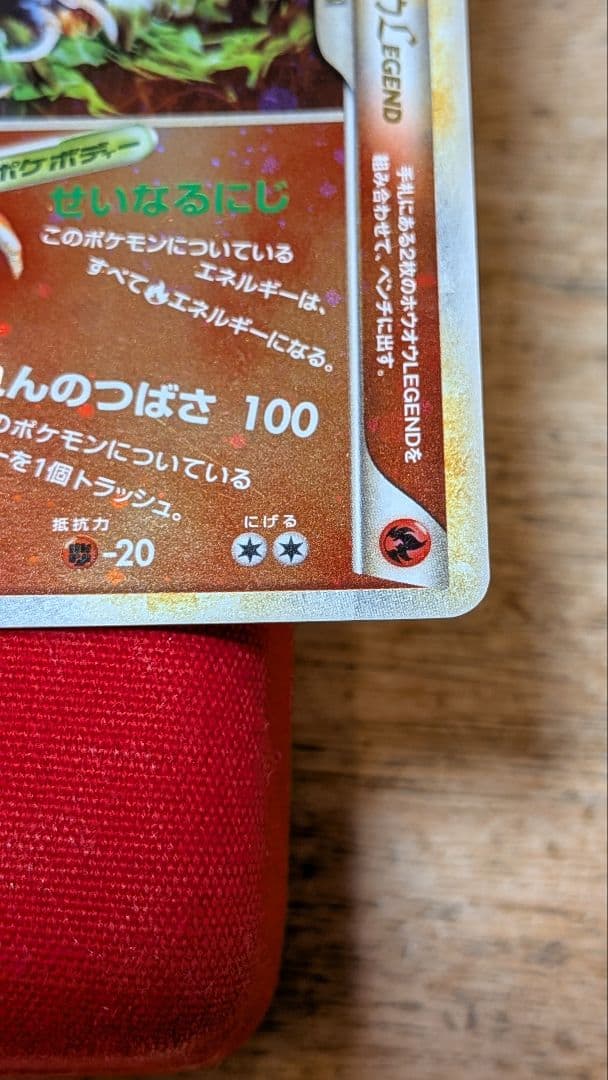 ポケボディー
せいなるにじ
このポケモンについている
エネルギーは、
すべてエネルギーになる。
んのつばさ 100
ポケモンについている
ーを1個トラッシュ。
抵抗力
-20
にげる
ウLEGEND
手札にある2枚のホウオウLEGENDを
組み合わせて、ベンチに出す。